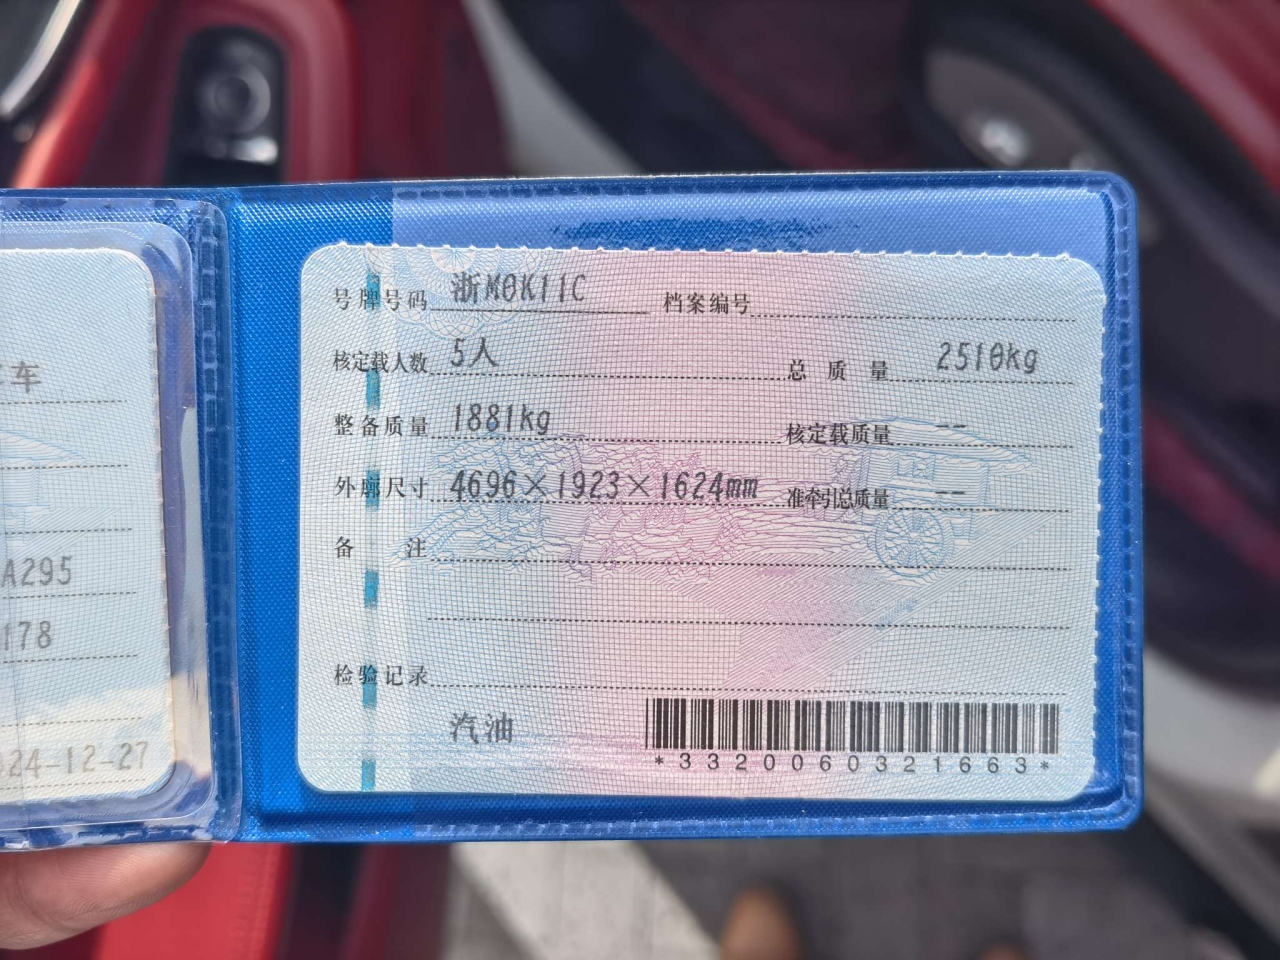 车
A295
178
24-12-27
号牌号码 浙M0K11C 档案编号
核定载人数 5人 总质量 2510kg
整备质量 1881kg 核定载质量 --
外廓尺寸 4696×1923×1624mm 准牵引总质量 --
备注
检验记录
汽油
*3320060321663*